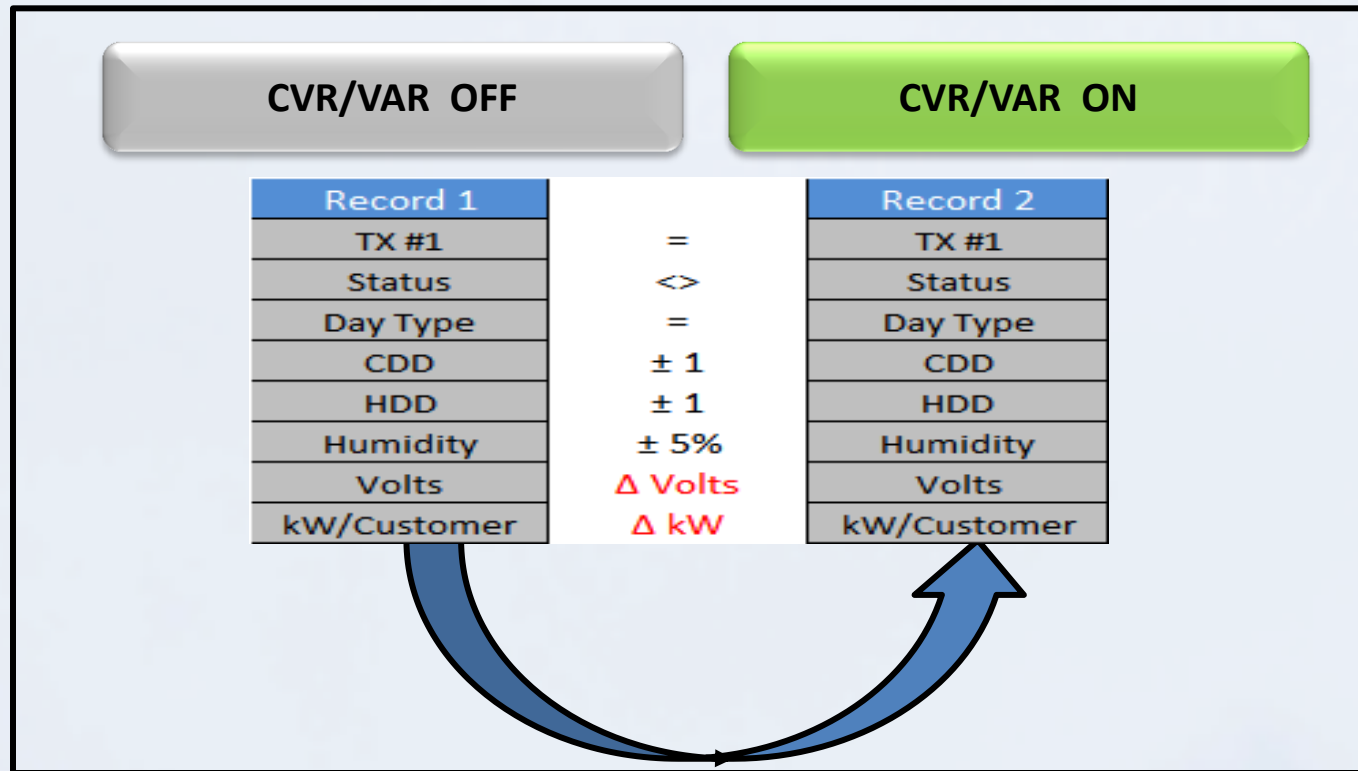 CVR/VAR OFF CVR/VAR ON
Record 1 Record 2
TX #1 = TX #1
Status <> Status
Day Type = Day Type
CDD ± 1 CDD
HDD ± 1 HDD
Humidity ± 5% Humidity
Volts Δ Volts Volts
kW/Customer Δ kW kW/Customer